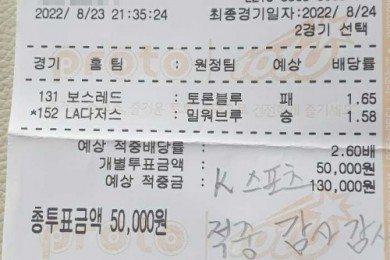 2022/ 8/23 21:35:24 최종경기일자:2022/ 8/24
2경기 선택
경기 홈 팀 : 원정팀 예상 배당률
131 보스레드 : 토론블루 패 1.65
*152 LA다저스 : 밀워브루 승 1.58
예상 적중배당률 : 2.60배
개별투표금액 : 50,000원
예상 적중금 : 130,000원
K 스포츠
총투표금액 50,000원
적중 감사 감사
proto